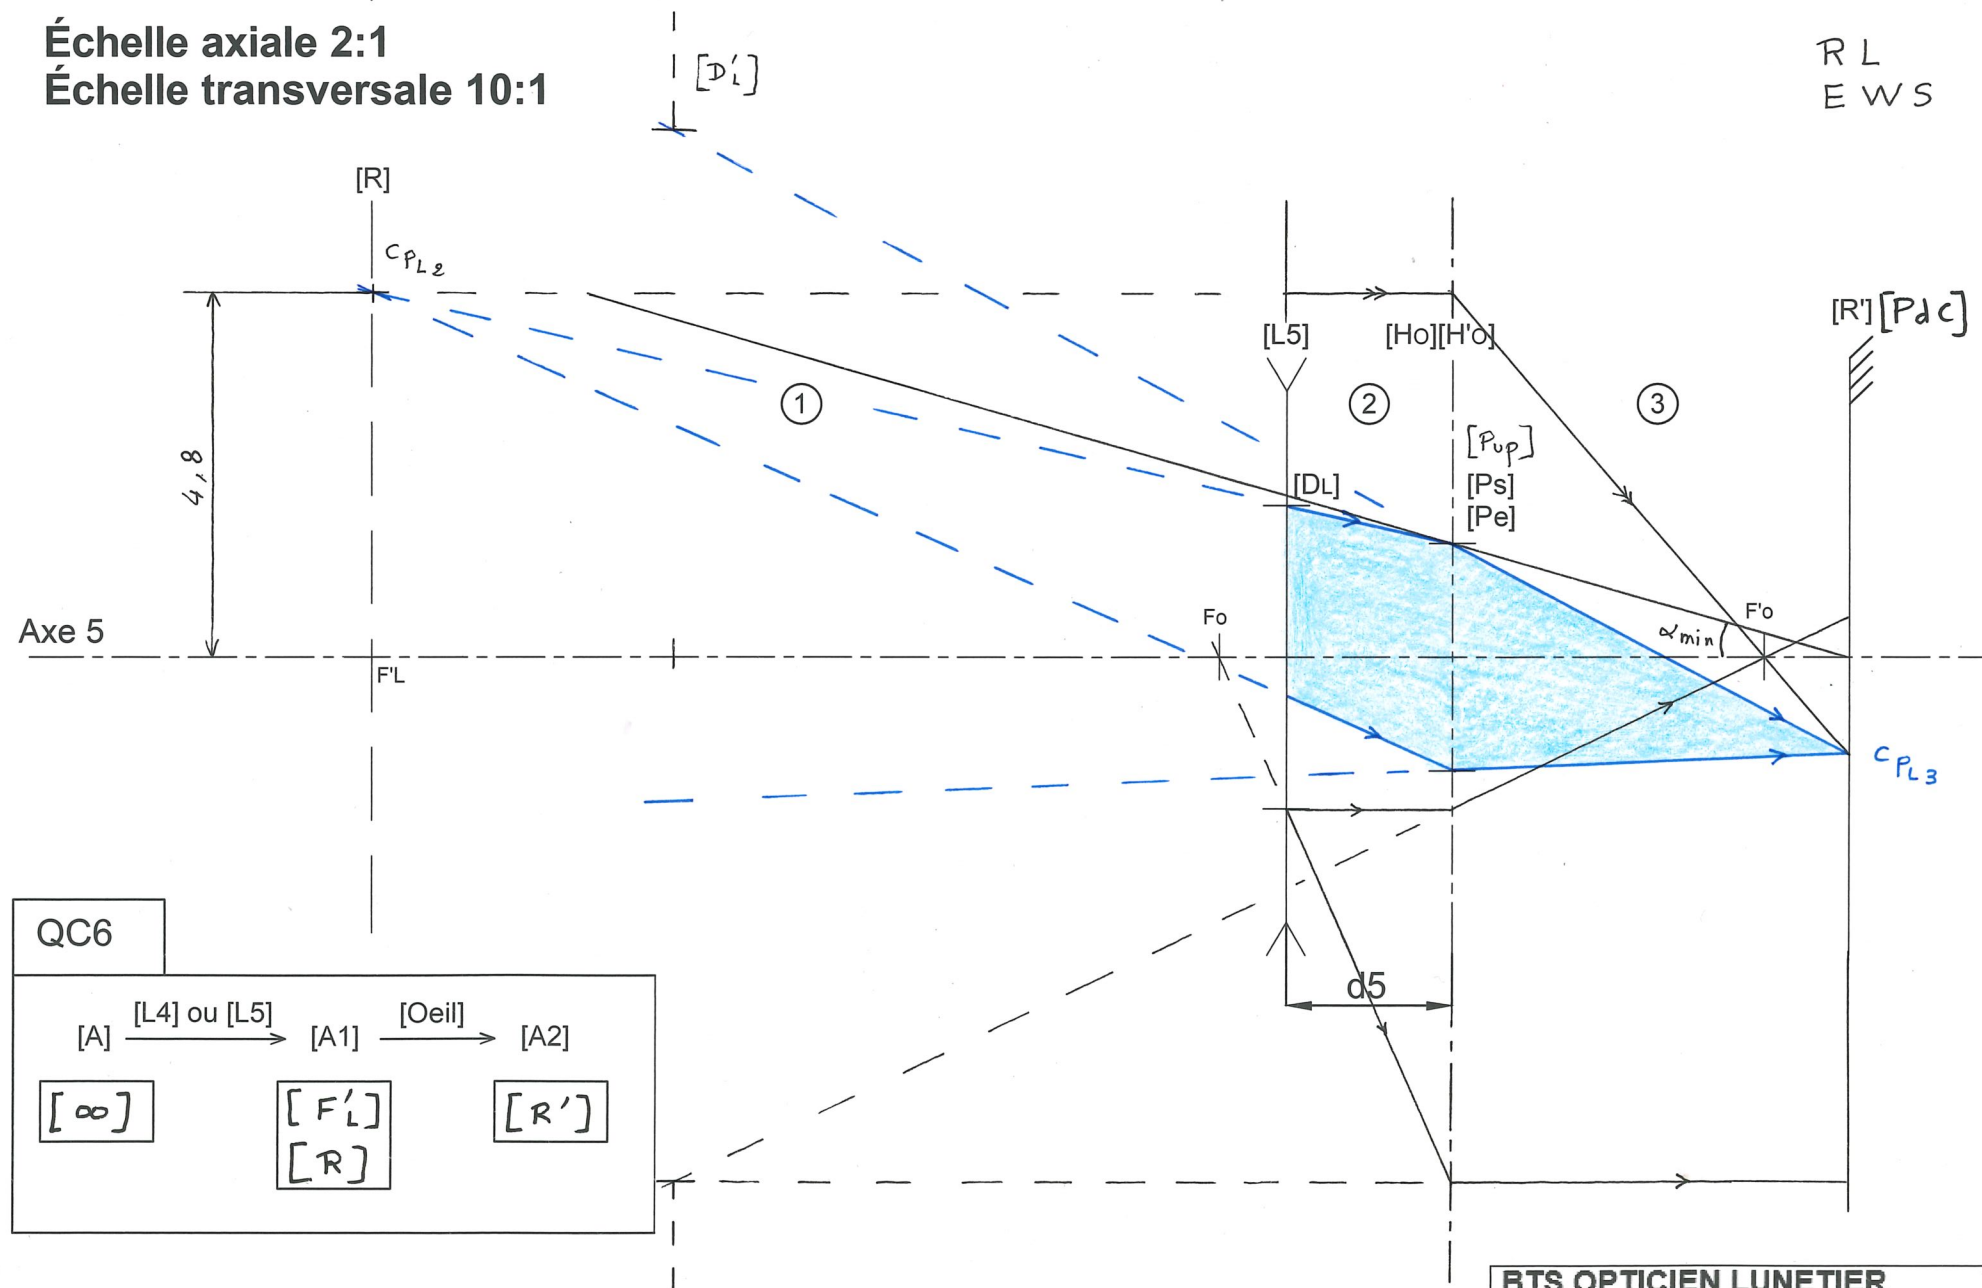 Échelle axiale 2:1
Échelle transversale 10:1
[D'L]
R L
E W S
[R]
CPL2
[R'] [PdC]
[L5]
[Ho][H'o]
1
2
3
4,8
[Pup]
[DL]
[Ps]
[Pe]
Axe 5
Fo
F'o
αmin
F'L
CPL3
QC6
d5
[L4] ou [L5]
[Oeil]
[A]
[A1]
[A2]
[∞]
[F'L]
[R']
[R]
BTS OPTICIEN LUNETIER